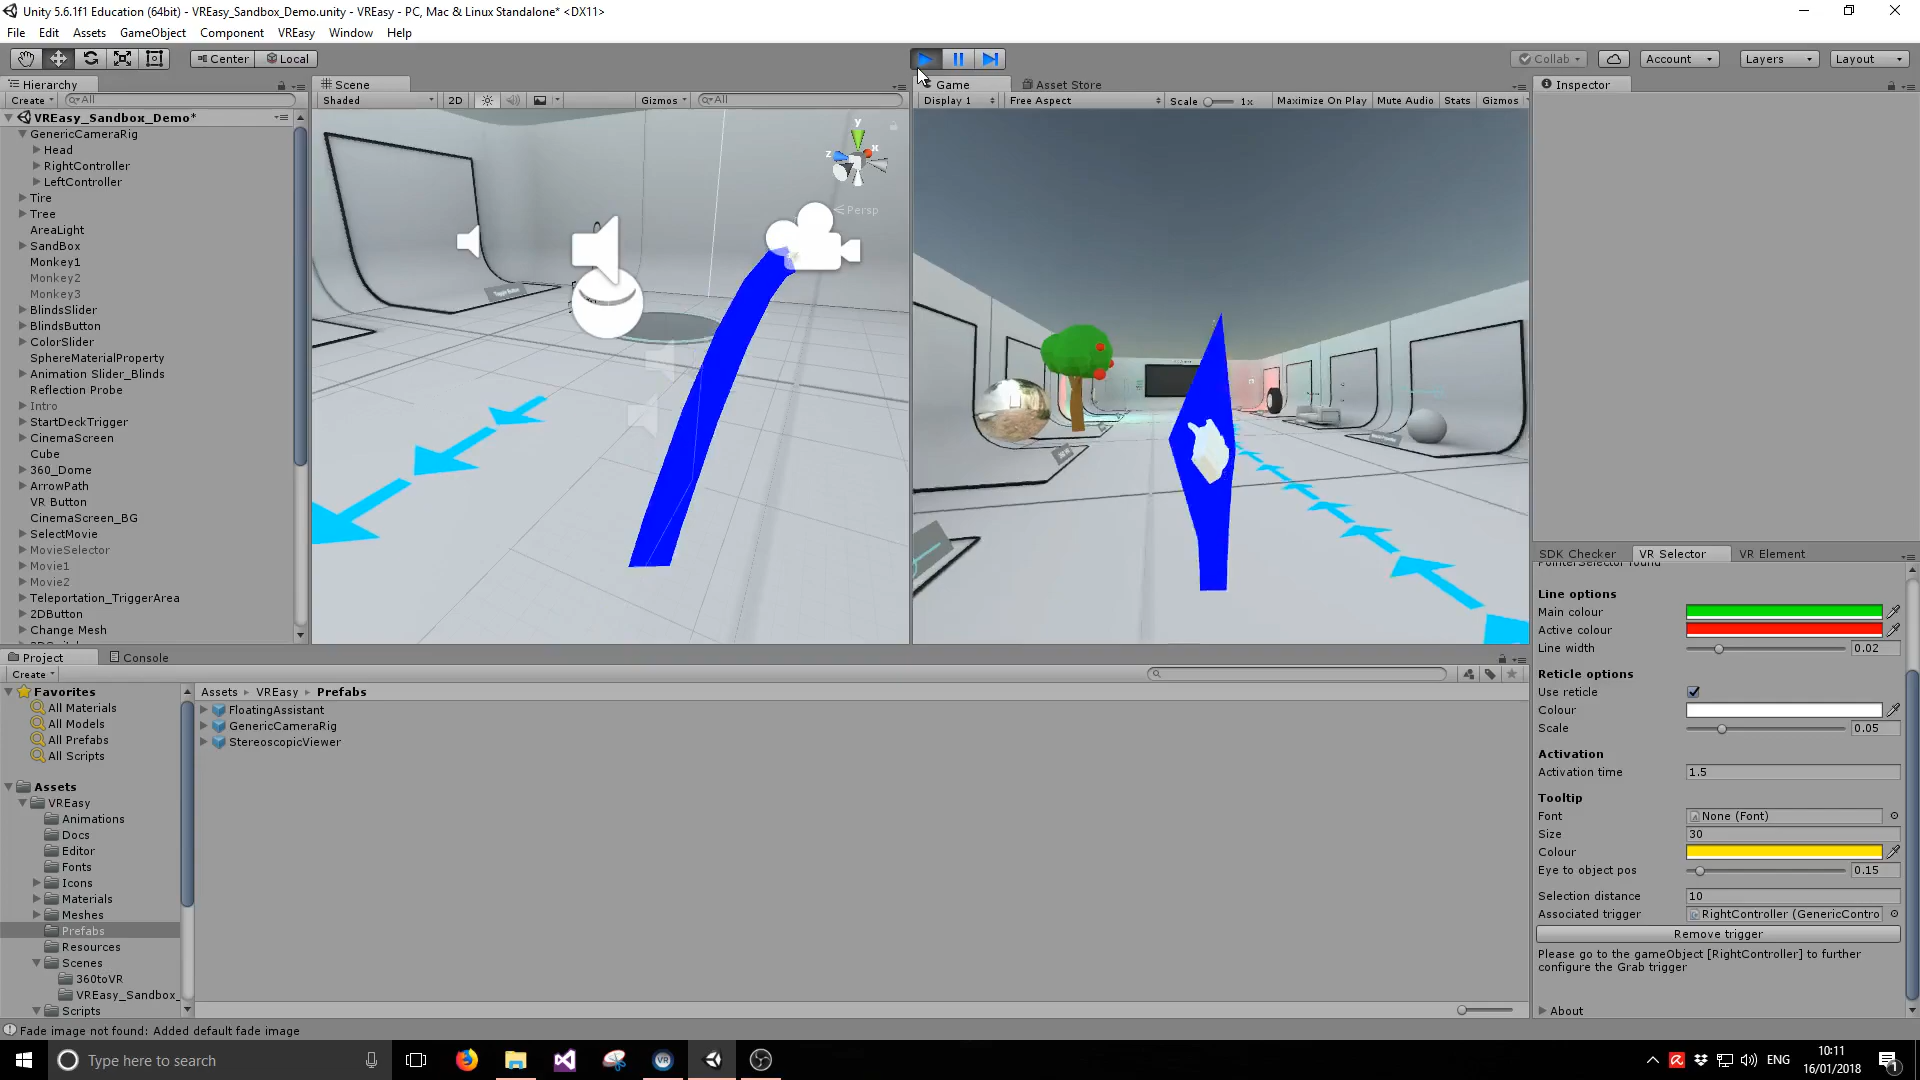 Unity 5.6.1f1 Education (64bit) - VREasy_Sandbox_Demo.unity - VREasy - PC, Mac & Linux Standalone* <DX11>
File Edit Assets GameObject Component VREasy Window Help
Center Local
Collab Account Layers Layout
Hierarchy
Create All
VREasy_Sandbox_Demo*
GenericCameraRig
Head
RightController
LeftController
Tire
Tree
AreaLight
SandBox
Monkey1
Monkey2
Monkey3
BlindsSlider
BlindsButton
ColorSlider
SphereMaterialProperty
Animation Slider_Blinds
Reflection Probe
Intro
StartDeckTrigger
CinemaScreen
Cube
360_Dome
ArrowPath
VR Button
CinemaScreen_BG
SelectMovie
MovieSelector
Movie1
Movie2
Teleportation_TriggerArea
2DButton
Change Mesh
Scene
Shaded 2D Gizmos All
y
x
z
Persp
Game Asset Store
Display 1 Free Aspect Scale 1x Maximize On Play Mute Audio Stats Gizmos
Inspector
SDK Checker VR Selector VR Element
PointerSelector found
Line options
Main colour
Active colour
Line width 0.02
Reticle options
Use reticle
Colour
Scale 0.05
Activation
Activation time 1.5
Tooltip
Font None (Font)
Size 30
Colour
Eye to object pos 0.15
Selection distance 10
Associated trigger RightController (GenericContro
Remove trigger
Please go to the gameObject [RightController] to further
configure the Grab trigger
About
Project Console
Create
Favorites
All Materials
All Models
All Prefabs
All Scripts
Assets
VREasy
Animations
Docs
Editor
Fonts
Icons
Materials
Meshes
Prefabs
Resources
Scenes
360toVR
VREasy_Sandbox_
Scripts
Assets VREasy Prefabs
FloatingAssistant
GenericCameraRig
StereoscopicViewer
Fade image not found: Added default fade image
Type here to search
ENG
10:11
16/01/2018
1